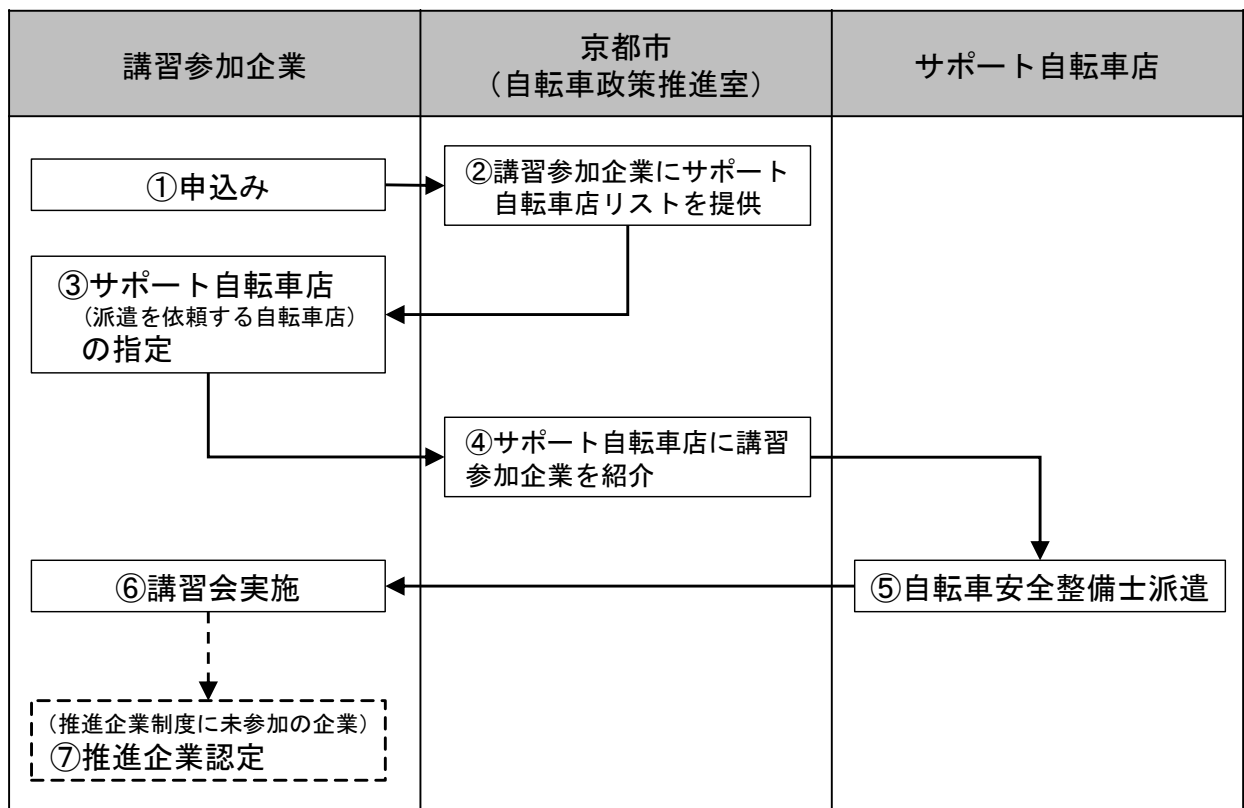 講習参加企業
京都市
(自転車政策推進室)
サポート自転車店
①申込み
②講習参加企業にサポート
自転車店リストを提供
③サポート自転車店
(派遣を依頼する自転車店)
の指定
④サポート自転車店に講習
参加企業を紹介
⑤自転車安全整備士派遣
⑥講習会実施
(推進企業制度に未参加の企業)
⑦推進企業認定